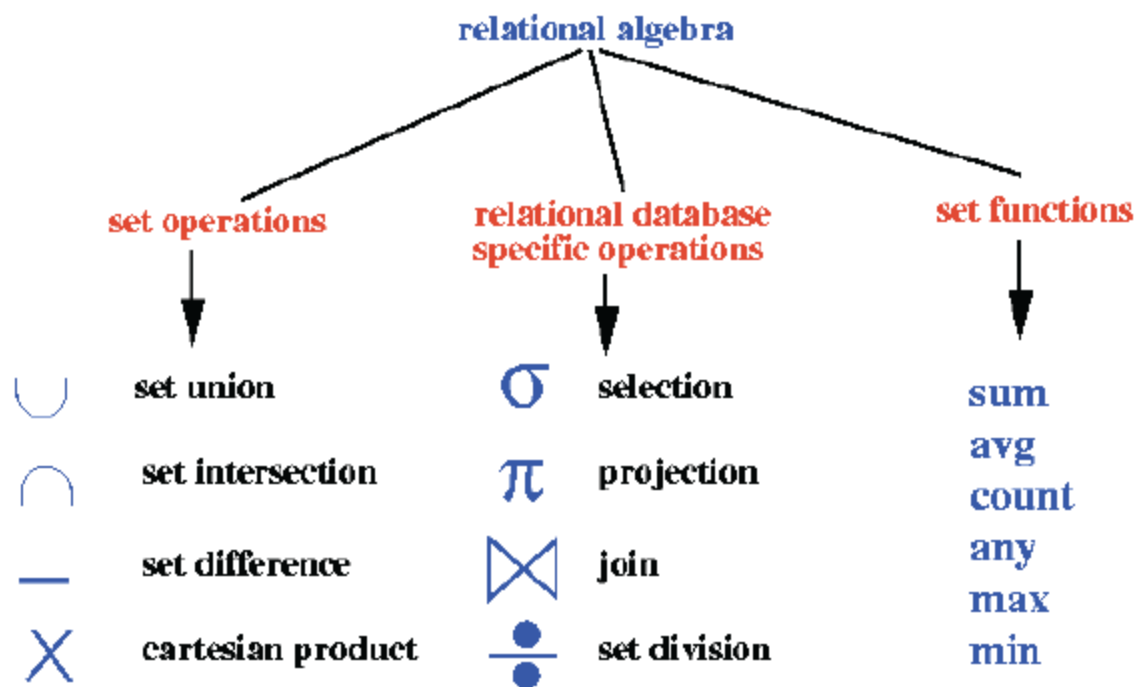 relational algebra
set operations
relational database
specific operations
set functions
∪ set union
∩ set intersection
− set difference
× cartesian product
σ selection
π projection
⋈ join
÷ set division
sum
avg
count
any
max
min